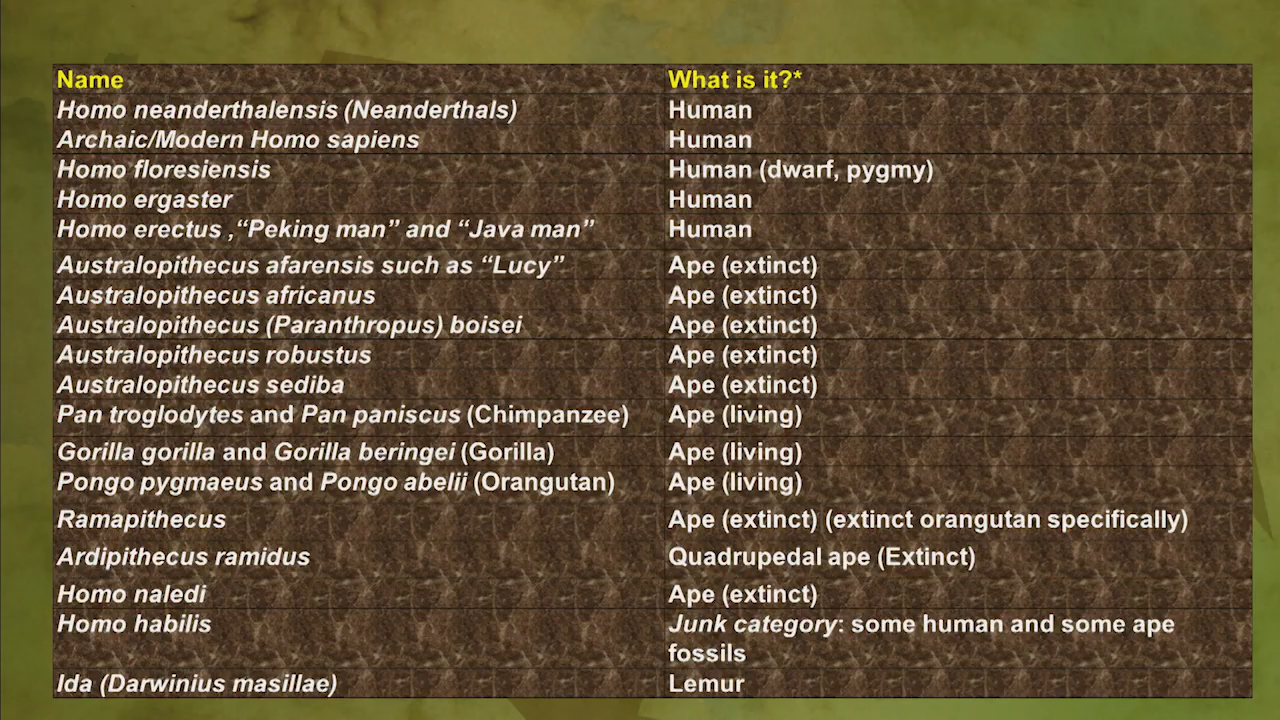 Name What is it?*
Homo neanderthalensis (Neanderthals) Human
Archaic/Modern Homo sapiens Human
Homo floresiensis Human (dwarf, pygmy)
Homo ergaster Human
Homo erectus ,“Peking man” and “Java man” Human
Australopithecus afarensis such as “Lucy” Ape (extinct)
Australopithecus africanus Ape (extinct)
Australopithecus (Paranthropus) boisei Ape (extinct)
Australopithecus robustus Ape (extinct)
Australopithecus sediba Ape (extinct)
Pan troglodytes and Pan paniscus (Chimpanzee) Ape (living)
Gorilla gorilla and Gorilla beringei (Gorilla) Ape (living)
Pongo pygmaeus and Pongo abelii (Orangutan) Ape (living)
Ramapithecus Ape (extinct) (extinct orangutan specifically)
Ardipithecus ramidus Quadrupedal ape (Extinct)
Homo naledi Ape (extinct)
Homo habilis Junk category: some human and some ape
fossils
Ida (Darwinius masillae) Lemur